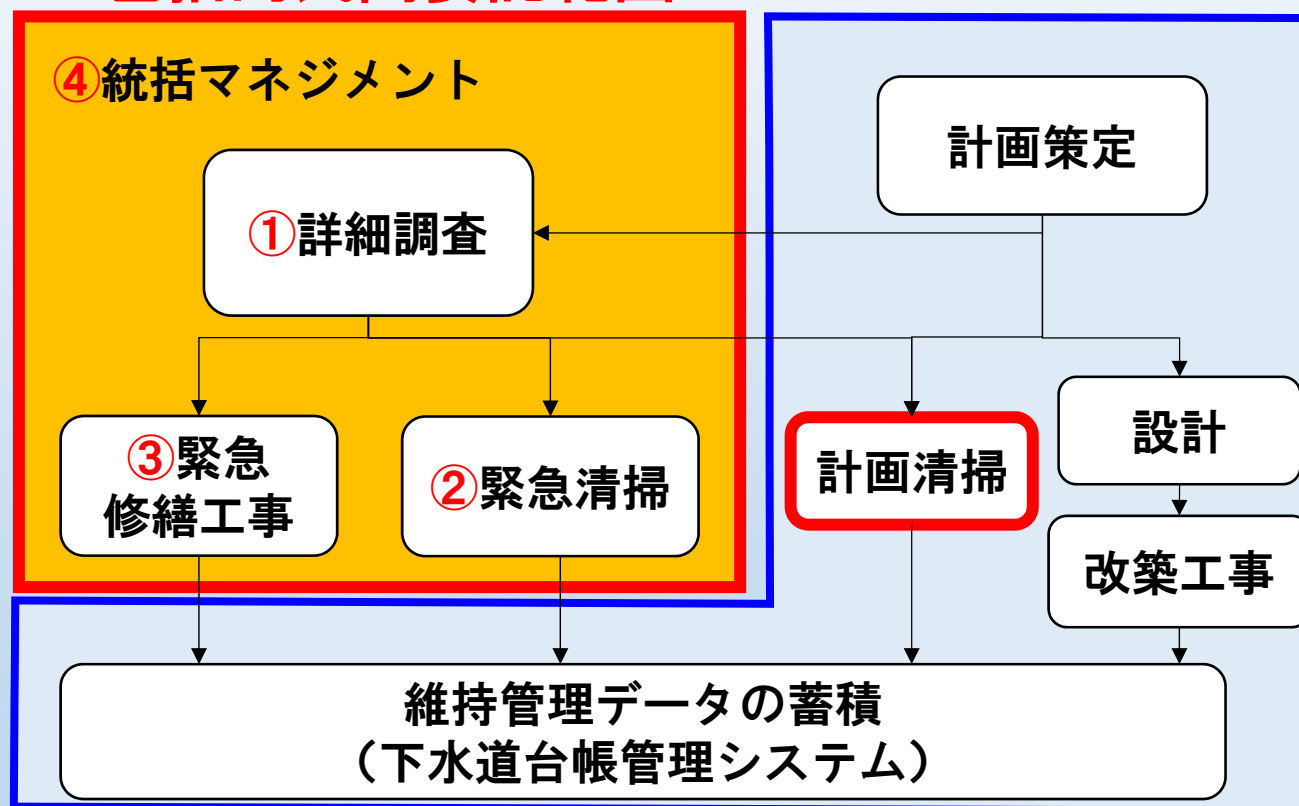 ④統括マネジメント
計画策定
①詳細調査
③緊急
修繕工事
②緊急清掃
計画清掃
設計
改築工事
維持管理データの蓄積
（下水道台帳管理システム）